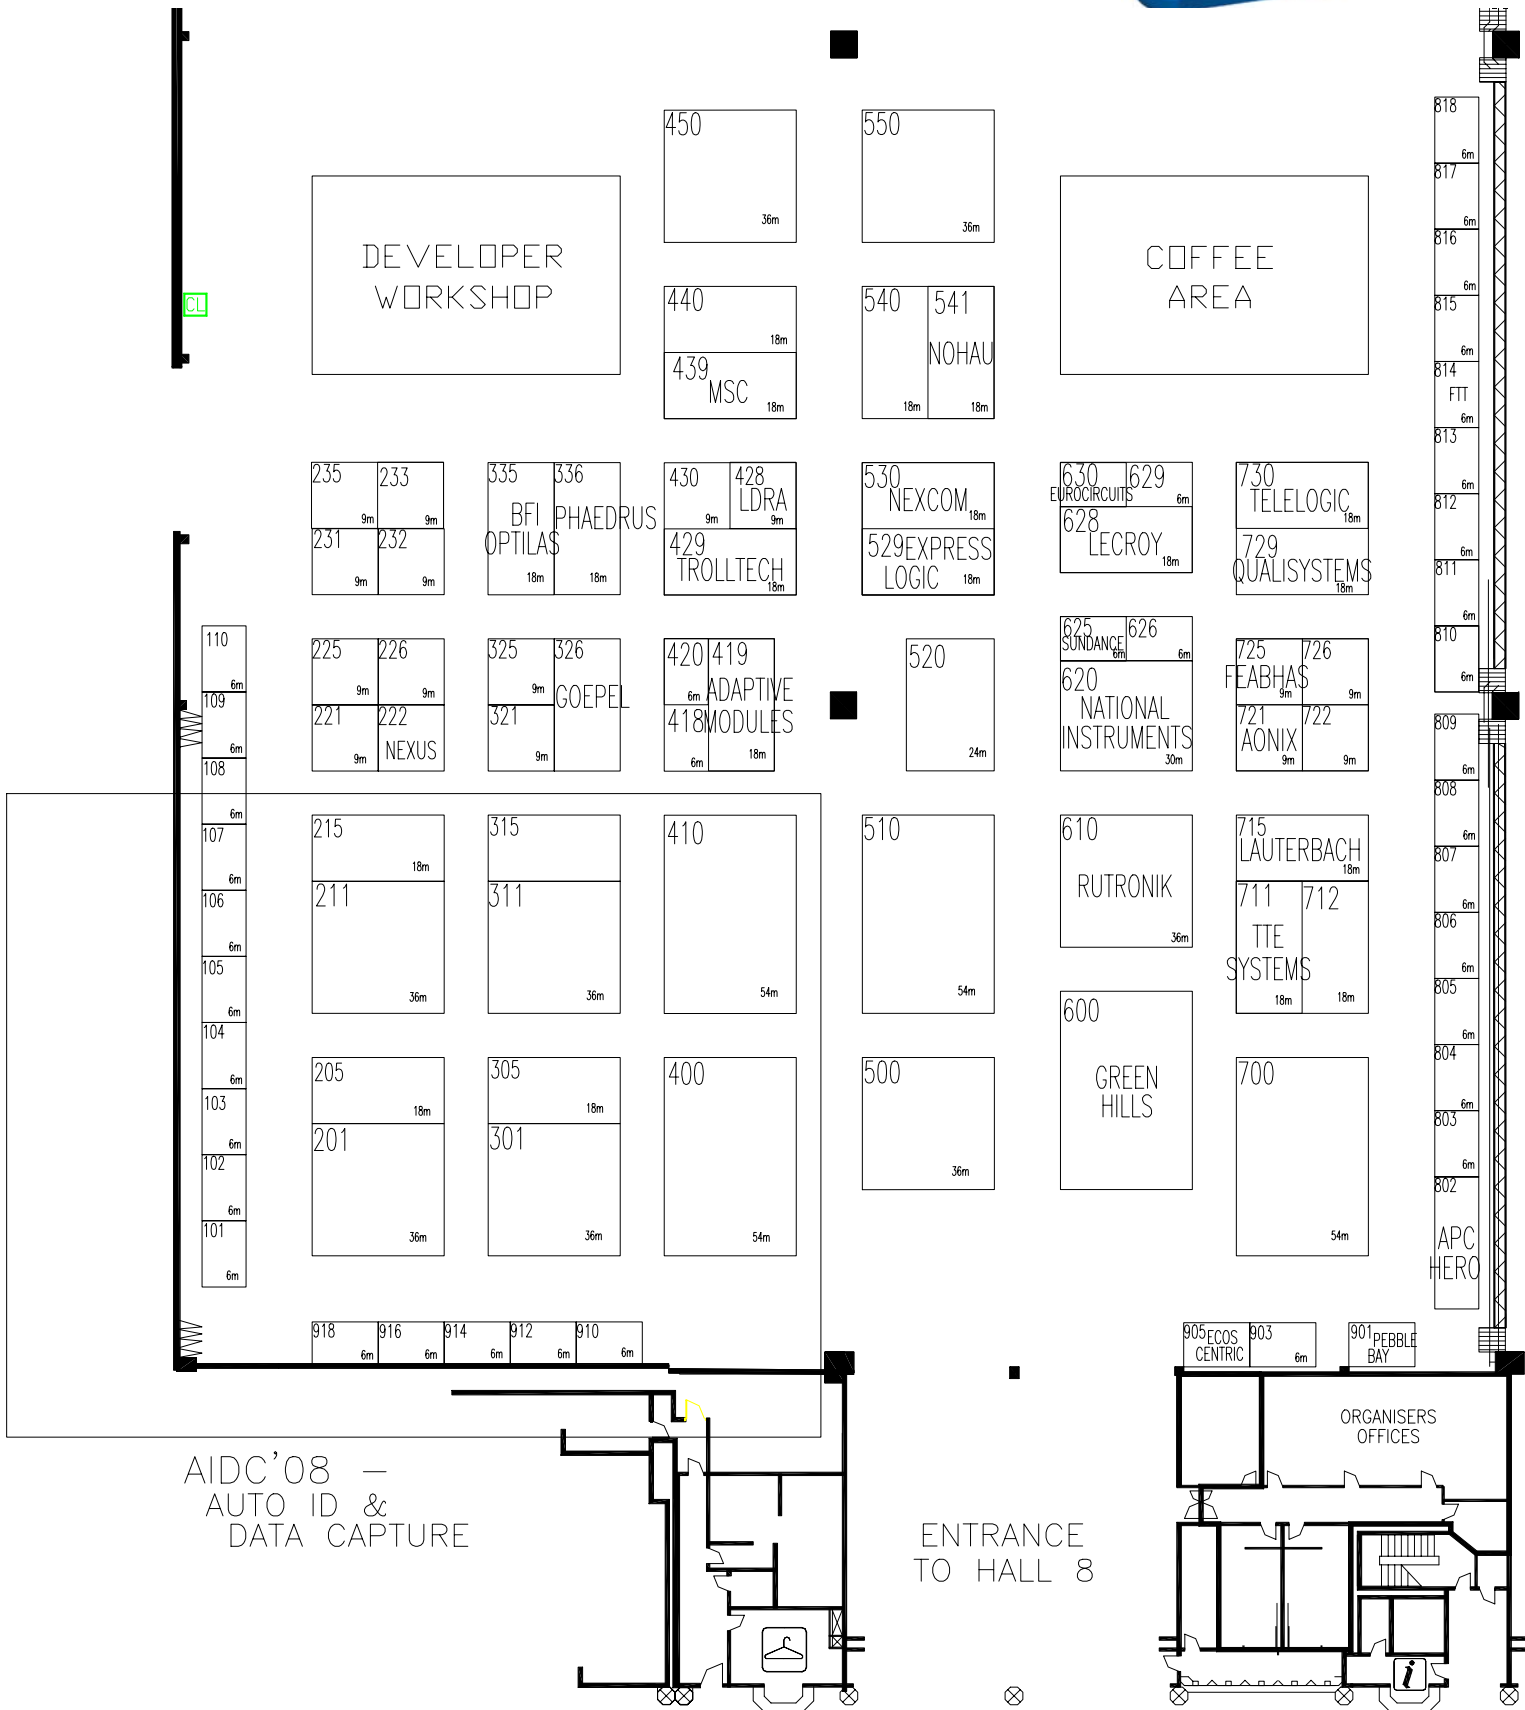 818
6m
450
550
36m
36m
817
6m
DEVELOPER
WORKSHOP
COFFEE
AREA
816
6m
CL
440
18m
540
18m
541
NOHAU
18m
815
6m
439
MSC
18m
814
FTT
6m
813
6m
235
9m
233
9m
335
BFI
OPTILAS
18m
336
PHAEDRUS
18m
430
9m
428
LDRA
9m
530
NEXCOM
18m
630
EUROCIRCUITS
629
6m
730
TELELOGIC
18m
812
6m
231
9m
232
9m
429
TROLLTECH
18m
529 EXPRESS
LOGIC
18m
628
LECROY
18m
729
QUALISYSTEMS
18m
811
6m
110
6m
225
9m
226
9m
325
9m
326
GOEPEL
420
6m
419
ADAPTIVE
MODULES
18m
520
24m
625
SUNDANCE
6m
626
6m
725
FEABHAS
9m
726
9m
810
6m
109
6m
221
9m
222
NEXUS
321
9m
418
6m
620
NATIONAL
INSTRUMENTS
30m
721
AONIX
9m
722
9m
809
6m
108
6m
808
6m
107
6m
215
18m
315
410
54m
510
54m
610
RUTRONIK
36m
715
LAUTERBACH
18m
807
6m
106
6m
211
36m
311
36m
711
TTE
SYSTEMS
18m
712
18m
806
6m
105
6m
805
6m
104
6m
600
GREEN
HILLS
804
6m
205
18m
305
18m
400
54m
500
36m
700
54m
103
6m
803
6m
201
36m
301
36m
102
6m
802
APC
HERO
101
6m
918
6m
916
6m
914
6m
912
6m
910
6m
905 ECOS
CENTRIC
903
6m
901 PEBBLE
BAY
ORGANISERS
OFFICES
AIDC'08 -
AUTO ID &
DATA CAPTURE
ENTRANCE
TO HALL 8
i